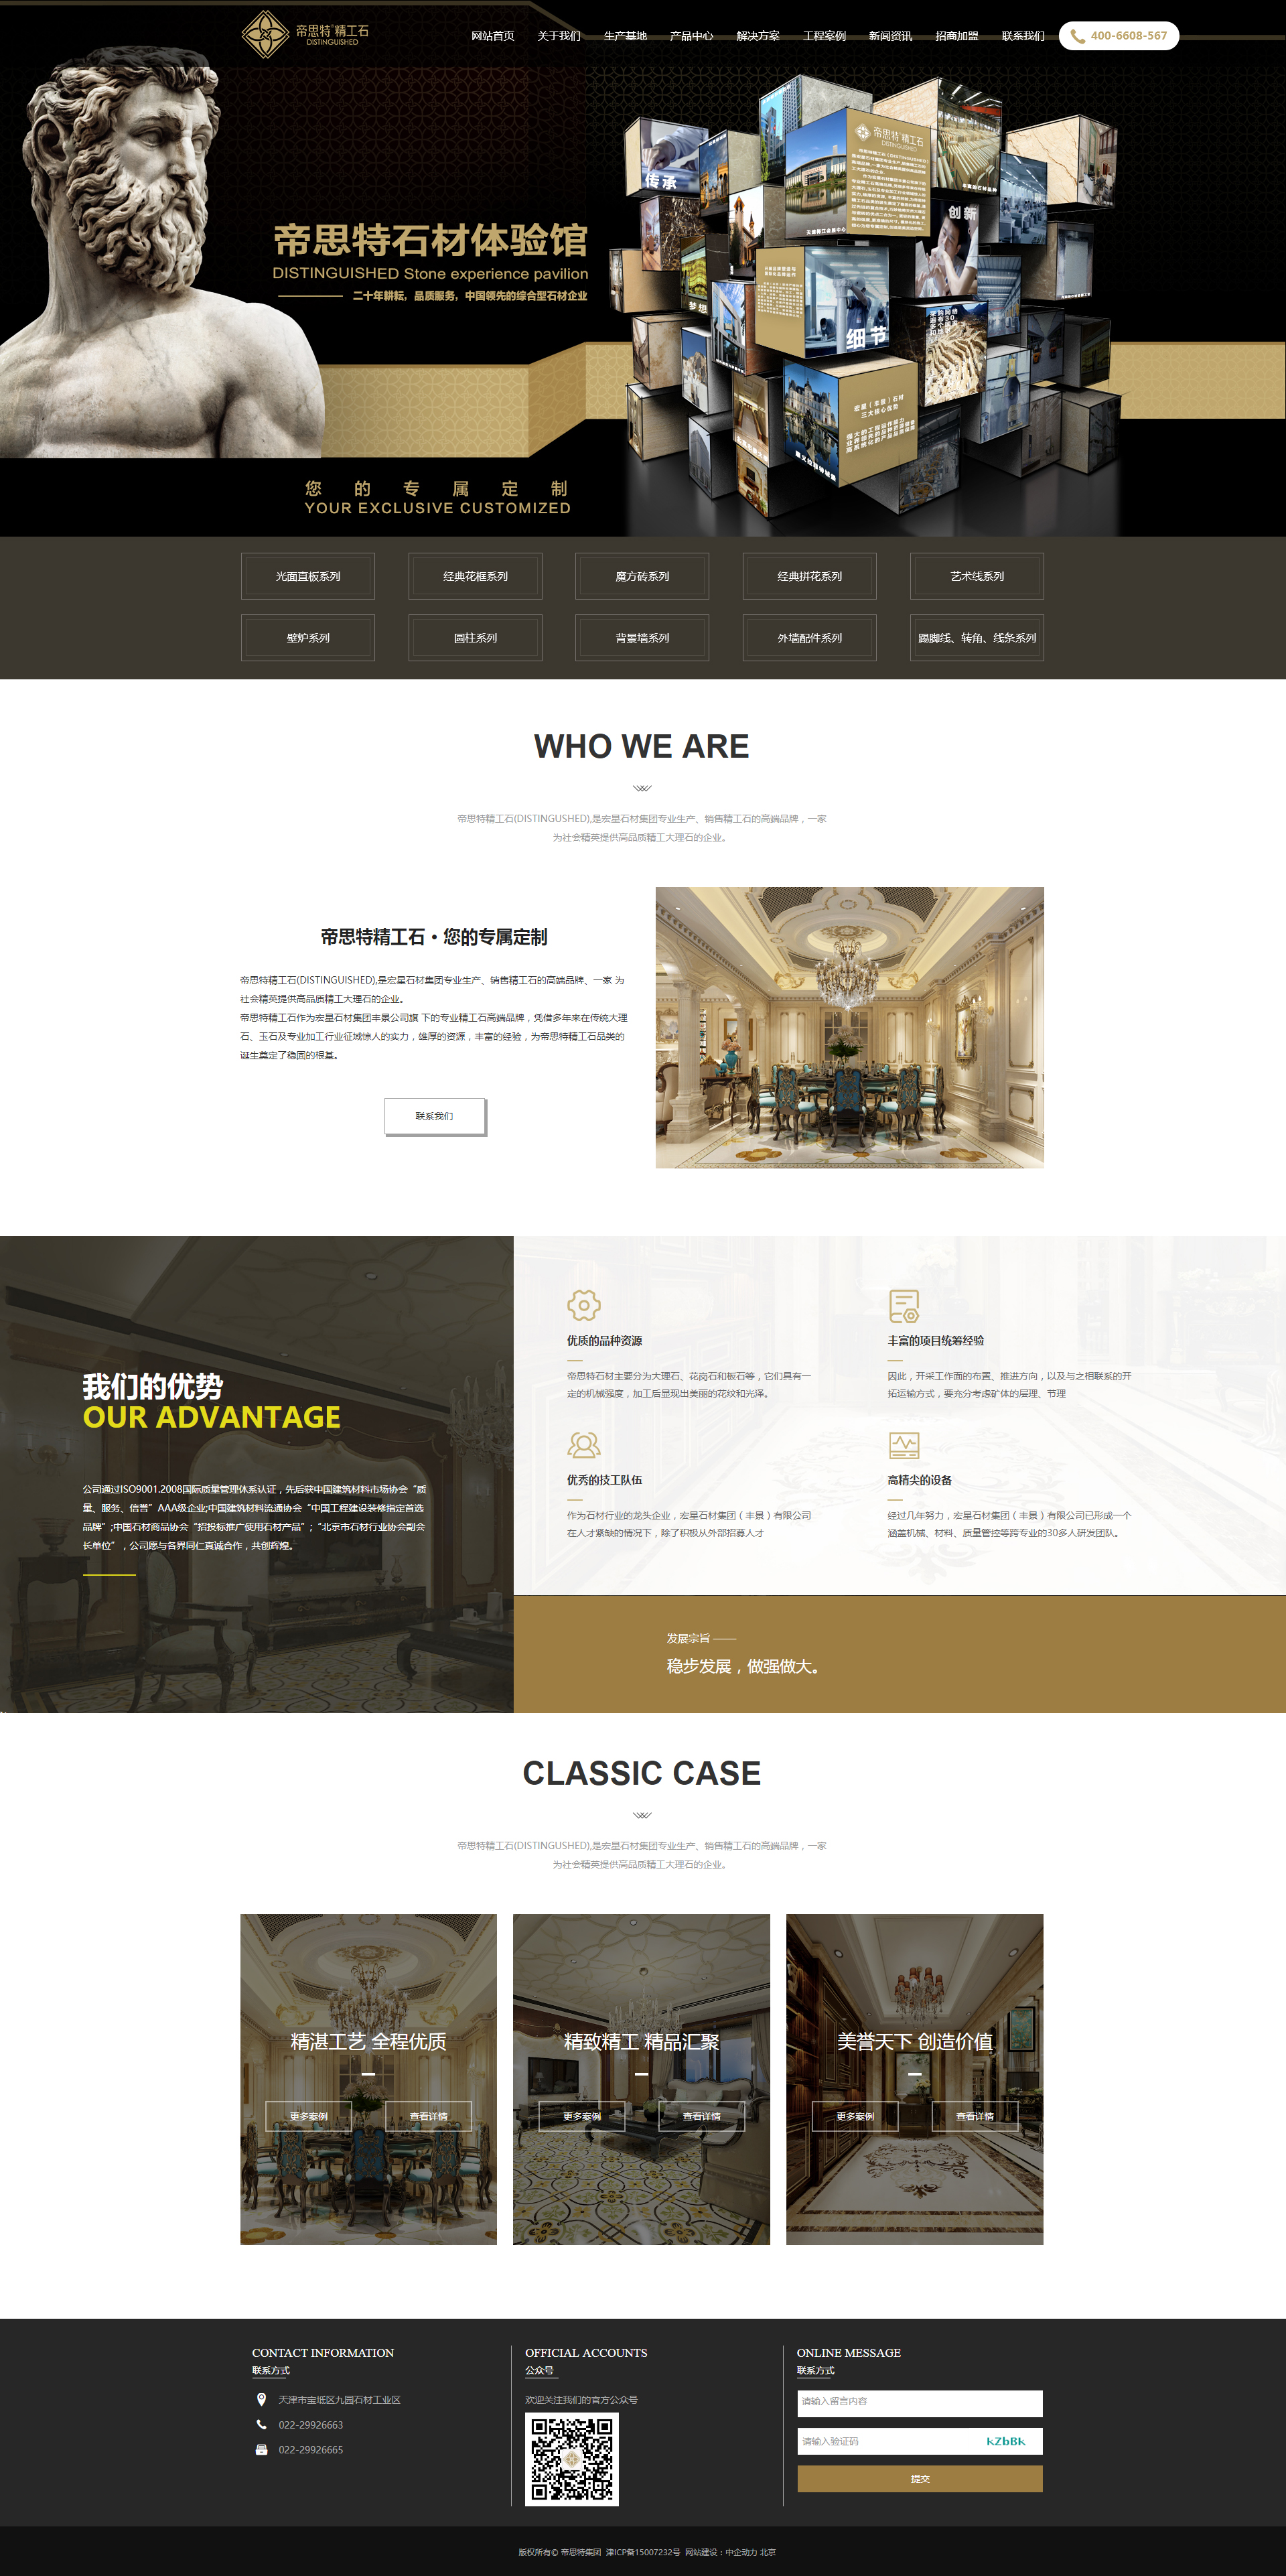 帝思特®精工石
DISTINGUISHED
网站首页 关于我们 生产基地 产品中心 解决方案 工程案例 新闻资讯 招商加盟 联系我们
400-6608-567
帝思特石材体验馆
DISTINGUISHED Stone experience pavilion
二十年耕耘，品质服务，中国领先的综合型石材企业
传承
帝思特 精工石
DISTINGUISHED
创新
梦想
细节
宏星（丰景）石材
三大核心优势
您的专属定制
YOUR EXCLUSIVE CUSTOMIZED
光面直板系列 经典花框系列 魔方砖系列 经典拼花系列 艺术线系列
壁炉系列 圆柱系列 背景墙系列 外墙配件系列 踢脚线、转角、线条系列
WHO WE ARE
帝思特精工石(DISTINGUSHED),是宏星石材集团专业生产、销售精工石的高端品牌，一家
为社会精英提供高品质精工大理石的企业。
帝思特精工石・您的专属定制
帝思特精工石(DISTINGUISHED),是宏星石材集团专业生产、销售精工石的高端品牌、一家 为
社会精英提供高品质精工大理石的企业。
帝思特精工石作为宏星石材集团丰景公司旗 下的专业精工石高端品牌，凭借多年来在传统大理
石、玉石及专业加工行业征域惊人的实力，雄厚的资源，丰富的经验，为帝思特精工石品类的
诞生奠定了稳固的根基。
联系我们
我们的优势
OUR ADVANTAGE
公司通过ISO9001.2008国际质量管理体系认证，先后获中国建筑材料市场协会“质
量、服务、信誉”AAA级企业;中国建筑材料流通协会“中国工程建设装修指定首选
品牌”;中国石材商品协会“招投标推广使用石材产品”;“北京市石材行业协会副会
长单位”，公司愿与各界同仁真诚合作，共创辉煌。
优质的品种资源
帝思特石材主要分为大理石、花岗石和板石等，它们具有一
定的机械强度，加工后显现出美丽的花纹和光泽。
丰富的项目统筹经验
因此，开采工作面的布置、推进方向，以及与之相联系的开
拓运输方式，要充分考虑矿体的层理、节理
优秀的技工队伍
作为石材行业的龙头企业，宏星石材集团（丰景）有限公司
在人才紧缺的情况下，除了积极从外部招募人才
高精尖的设备
经过几年努力，宏星石材集团（丰景）有限公司已形成一个
涵盖机械、材料、质量管控等跨专业的30多人研发团队。
发展宗旨 ——
稳步发展，做强做大。
CLASSIC CASE
帝思特精工石(DISTINGUSHED),是宏星石材集团专业生产、销售精工石的高端品牌，一家
为社会精英提供高品质精工大理石的企业。
精湛工艺 全程优质
更多案例 查看详情
精致精工 精品汇聚
更多案例 查看详情
美誉天下 创造价值
更多案例 查看详情
CONTACT INFORMATION
联系方式
天津市宝坻区九园石材工业区
022-29926663
022-29926665
OFFICIAL ACCOUNTS
公众号
欢迎关注我们的官方公众号
ONLINE MESSAGE
联系方式
请输入留言内容
请输入验证码
kZbBk
提交
版权所有© 帝思特集团 津ICP备15007232号 网站建设：中企动力 北京